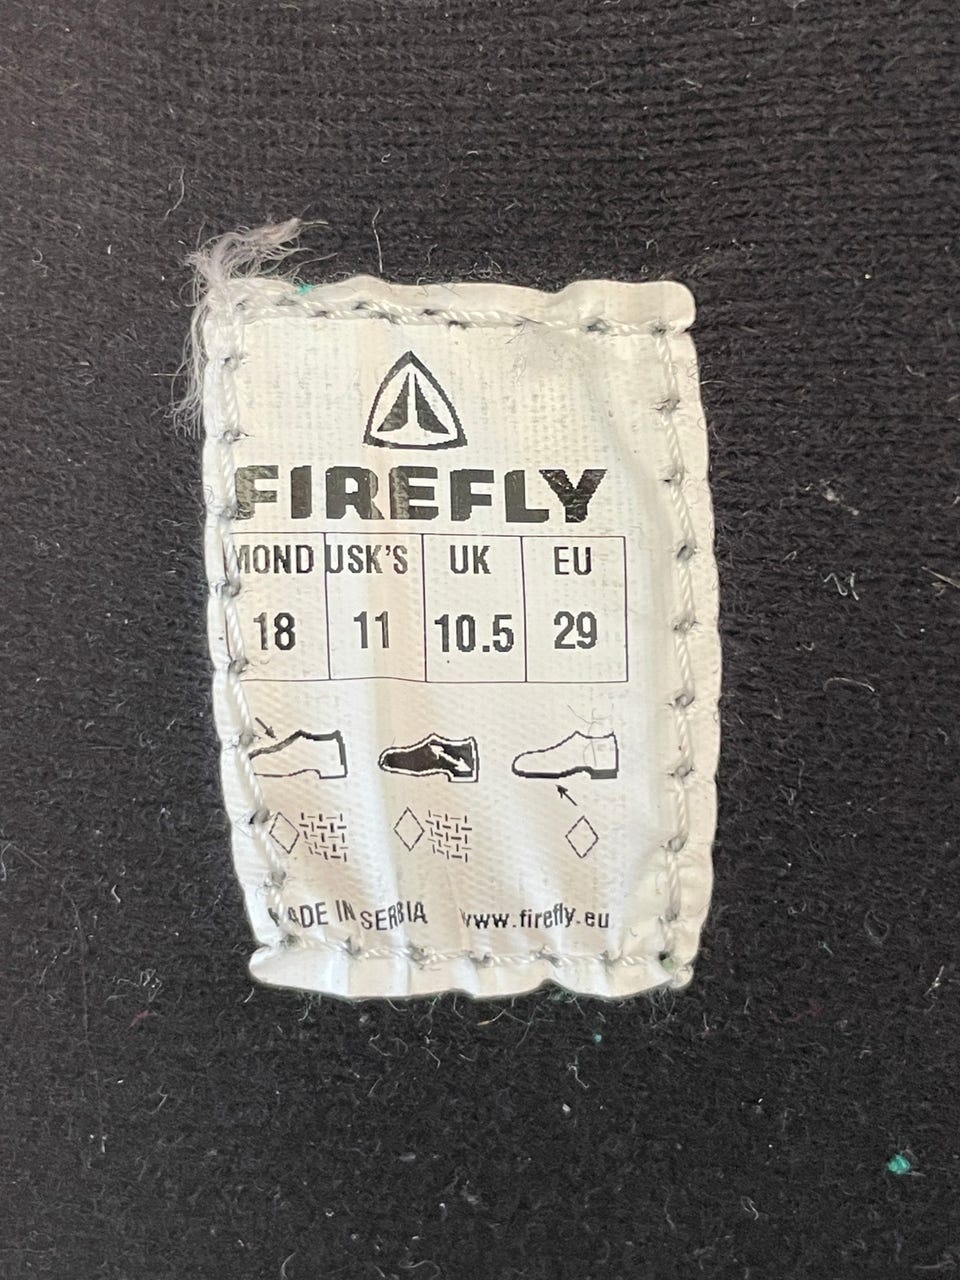 FIREFLY
MOND USK'S UK EU
18 11 10.5 29
MADE IN SERBIA www.firefly.eu